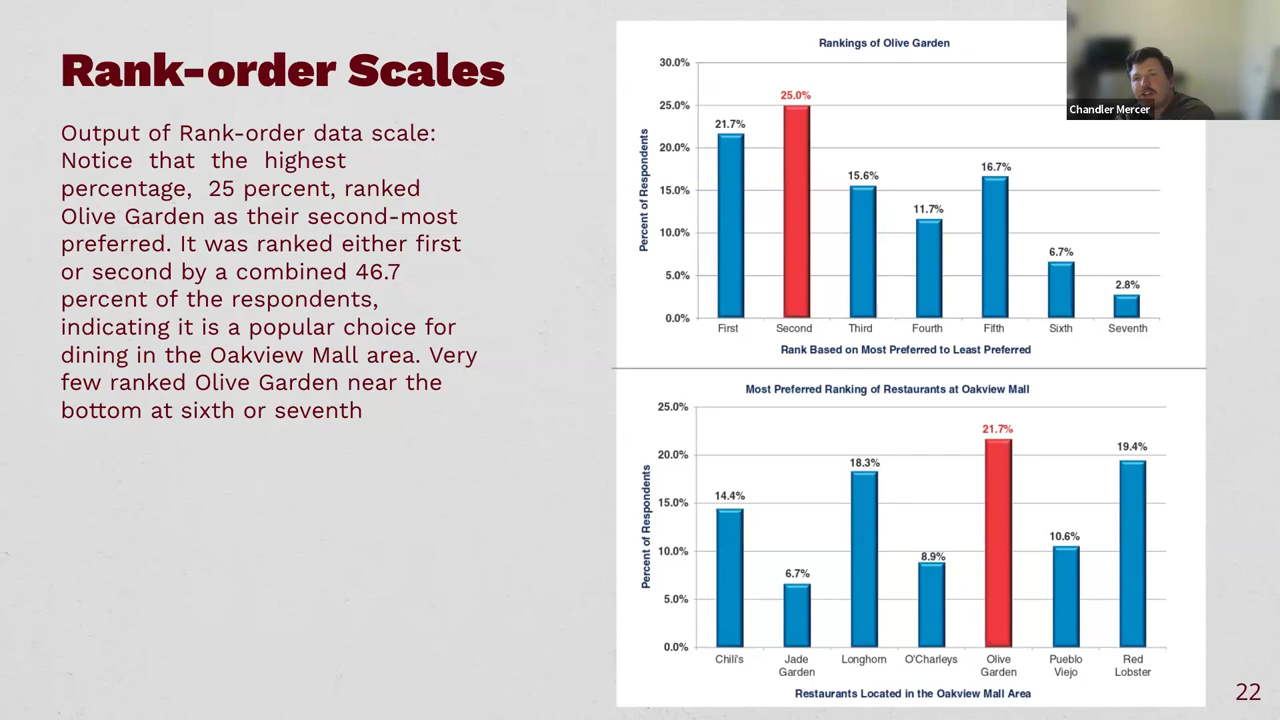 Rank-order Scales
Output of Rank-order data scale:
Notice that the highest
percentage, 25 percent, ranked
Olive Garden as their second-most
preferred. It was ranked either first
or second by a combined 46.7
percent of the respondents,
indicating it is a popular choice for
dining in the Oakview Mall area. Very
few ranked Olive Garden near the
bottom at sixth or seventh
Rankings of Olive Garden
Percent of Respondents
30.0%
25.0%
20.0%
15.0%
10.0%
5.0%
0.0%
21.7%
25.0%
15.6%
11.7%
16.7%
6.7%
2.8%
First Second Third Fourth Fifth Sixth Seventh
Rank Based on Most Preferred to Least Preferred
Most Preferred Ranking of Restaurants at Oakview Mall
Percent of Respondents
25.0%
20.0%
15.0%
10.0%
5.0%
0.0%
14.4%
6.7%
18.3%
8.9%
21.7%
10.6%
19.4%
Chili's
Jade
Garden
Longhorn
O'Charleys
Olive
Garden
Pueblo
Viejo
Red
Lobster
Restaurants Located in the Oakview Mall Area
Chandler Mercer
22